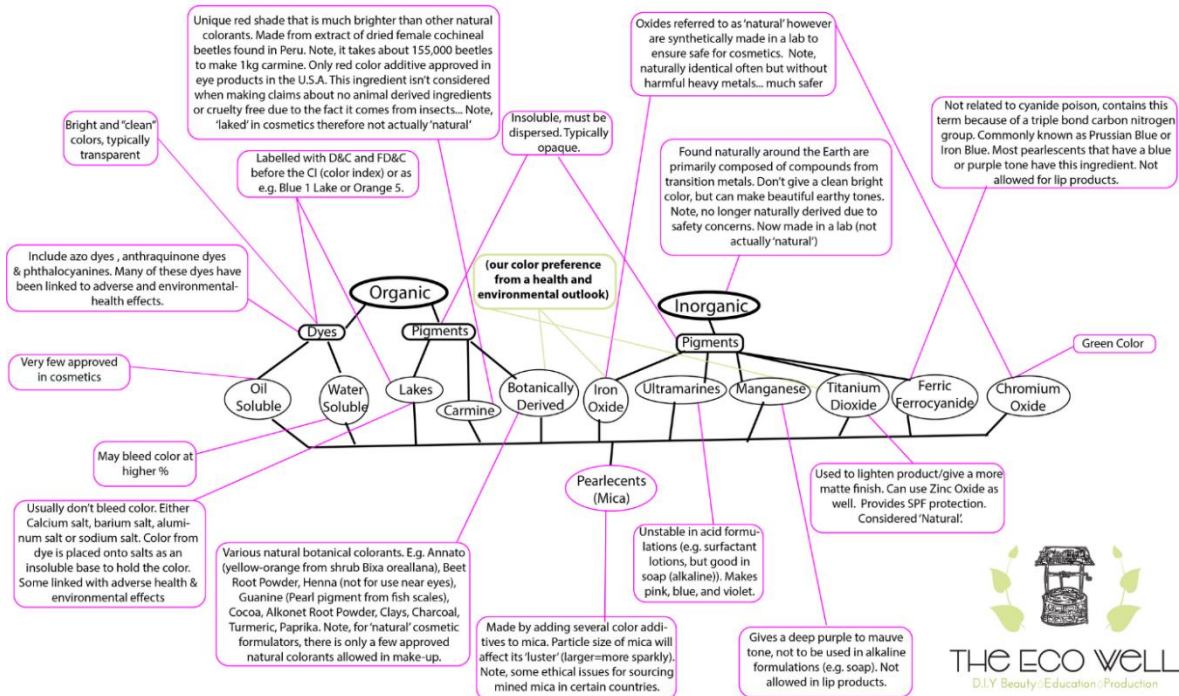 Unique red shade that is much brighter than other natural
colorants. Made from extract of dried female cochineal
beetles found in Peru. Note, it takes about 155,000 beetles
to make 1kg carmine. Only red color additive approved in
eye products in the U.S.A. This ingredient isn't considered
when making claims about no animal derived ingredients
or cruelty free due to the fact it comes from insects... Note,
'laked' in cosmetics therefore not actually 'natural'
Oxides referred to as 'natural' however
are synthetically made in a lab to
ensure safe for cosmetics. Note,
naturally identical often but without
harmful heavy metals... much safer
Bright and "clean"
colors, typically
transparent
Labelled with D&C and FD&C
before the CI (color index) or as
e.g. Blue 1 Lake or Orange 5.
Insoluble, must be
dispersed. Typically
opaque.
Found naturally around the Earth are
primarily composed of compounds from
transition metals. Don't give a clean bright
color, but can make beautiful earthy tones.
Note, no longer naturally derived due to
safety concerns. Now made in a lab (not
actually 'natural')
Not related to cyanide poison, contains this
term because of a triple bond carbon nitrogen
group. Commonly known as Prussian Blue or
Iron Blue. Most pearlescents that have a blue
or purple tone have this ingredient. Not
allowed for lip products.
Include azo dyes , anthraquinone dyes
& phthalocyanines. Many of these dyes have
been linked to adverse and environmental-
health effects.
(our color preference
from a health and
environmental outlook)
Organic
Inorganic
Dyes
Pigments
Pigments
Green Color
Very few approved
in cosmetics
Oil
Soluble
Water
Soluble
Lakes
Carmine
Botanically
Derived
Iron
Oxide
Ultramarines
Manganese
Titanium
Dioxide
Ferric
Ferrocyanide
Chromium
Oxide
May bleed color at
higher %
Pearlecents
(Mica)
Used to lighten product/give a more
matte finish. Can use Zinc Oxide as
well. Provides SPF protection.
Considered 'Natural'.
Usually don't bleed color. Either
Calcium salt, barium salt, alumi-
num salt or sodium salt. Color from
dye is placed onto salts as an
insoluble base to hold the color.
Some linked with adverse health &
environmental effects
Various natural botanical colorants. E.g. Annato
(yellow-orange from shrub Bixa oreallana), Beet
Root Powder, Henna (not for use near eyes),
Guanine (Pearl pigment from fish scales),
Cocoa, Alkonet Root Powder, Clays, Charcoal,
Turmeric, Paprika. Note, for 'natural' cosmetic
formulators, there is only a few approved
natural colorants allowed in make-up.
Unstable in acid formu-
lations (e.g. surfactant
lotions, but good in
soap (alkaline)). Makes
pink, blue, and violet.
Made by adding several color addi-
tives to mica. Particle size of mica will
affect its 'luster' (larger=more sparkly).
Note, some ethical issues for sourcing
mined mica in certain countries.
Gives a deep purple to mauve
tone, not to be used in alkaline
formulations (e.g. soap). Not
allowed in lip products.
THE ECO WELL
D.I.Y Beauty Education Production